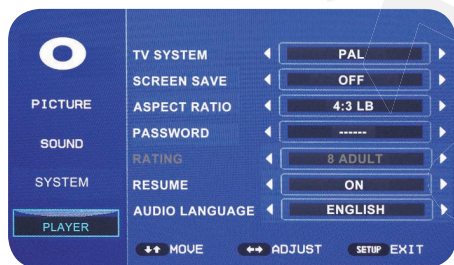 PICTURE
SOUND
SYSTEM
PLAYER
TV SYSTEM PAL
SCREEN SAVE OFF
ASPECT RATIO 4:3 LB
PASSWORD ------
RATING 8 ADULT
RESUME ON
AUDIO LANGUAGE ENGLISH
MOVE ADJUST SETUP EXIT